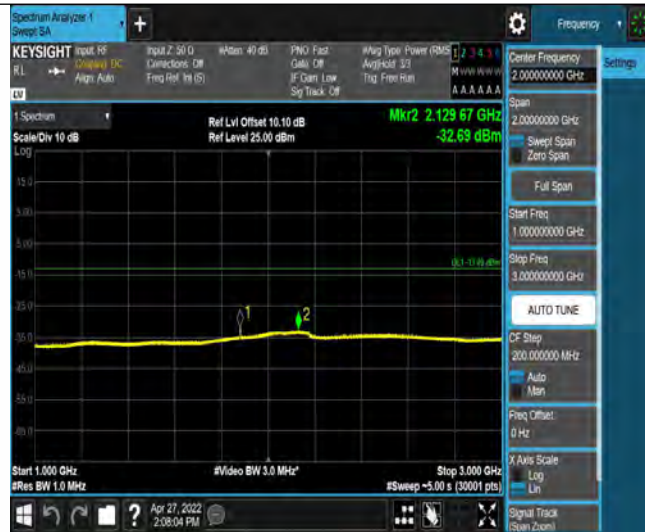 Spectrum Analyzer 1
Swept SA
+
Frequency
KEYSIGHT
Input: RF
Coupling: DC
Align: Auto
Input Z: 50 Ω
Corrections: Off
Freq Ref: Int (S)
#Atten: 40 dB
PNO: Fast
Gate: Off
IF Gain: Low
Sig Track: Off
#Avg Type: Power (RMS)
Avg|Hold: 3/3
Trig: Free Run
1 2 3 4 5 6
M W W W W W
A A A A A A
RL
LV
Center Frequency
2.000000000 GHz
Settings
Span
2.00000000 GHz
Swept Span
Zero Span
Full Span
Start Freq
1.000000000 GHz
Stop Freq
3.000000000 GHz
AUTO TUNE
CF Step
200.000000 MHz
Auto
Man
Freq Offset
0 Hz
X Axis Scale
Log
Lin
Signal Track
(Span Zoom)
1 Spectrum
Scale/Div 10 dB
Log
Ref Lvl Offset 10.10 dB
Ref Level 25.00 dBm
Mkr2 2.129 67 GHz
-32.69 dBm
15.0
5.00
-5.00
-15.0
-25.0
-35.0
-45.0
-55.0
-65.0
1
2
Start 1.000 GHz
#Res BW 1.0 MHz
#Video BW 3.0 MHz*
Stop 3.000 GHz
#Sweep ~5.00 s (30001 pts)
?
Apr 27, 2022
2:08:04 PM